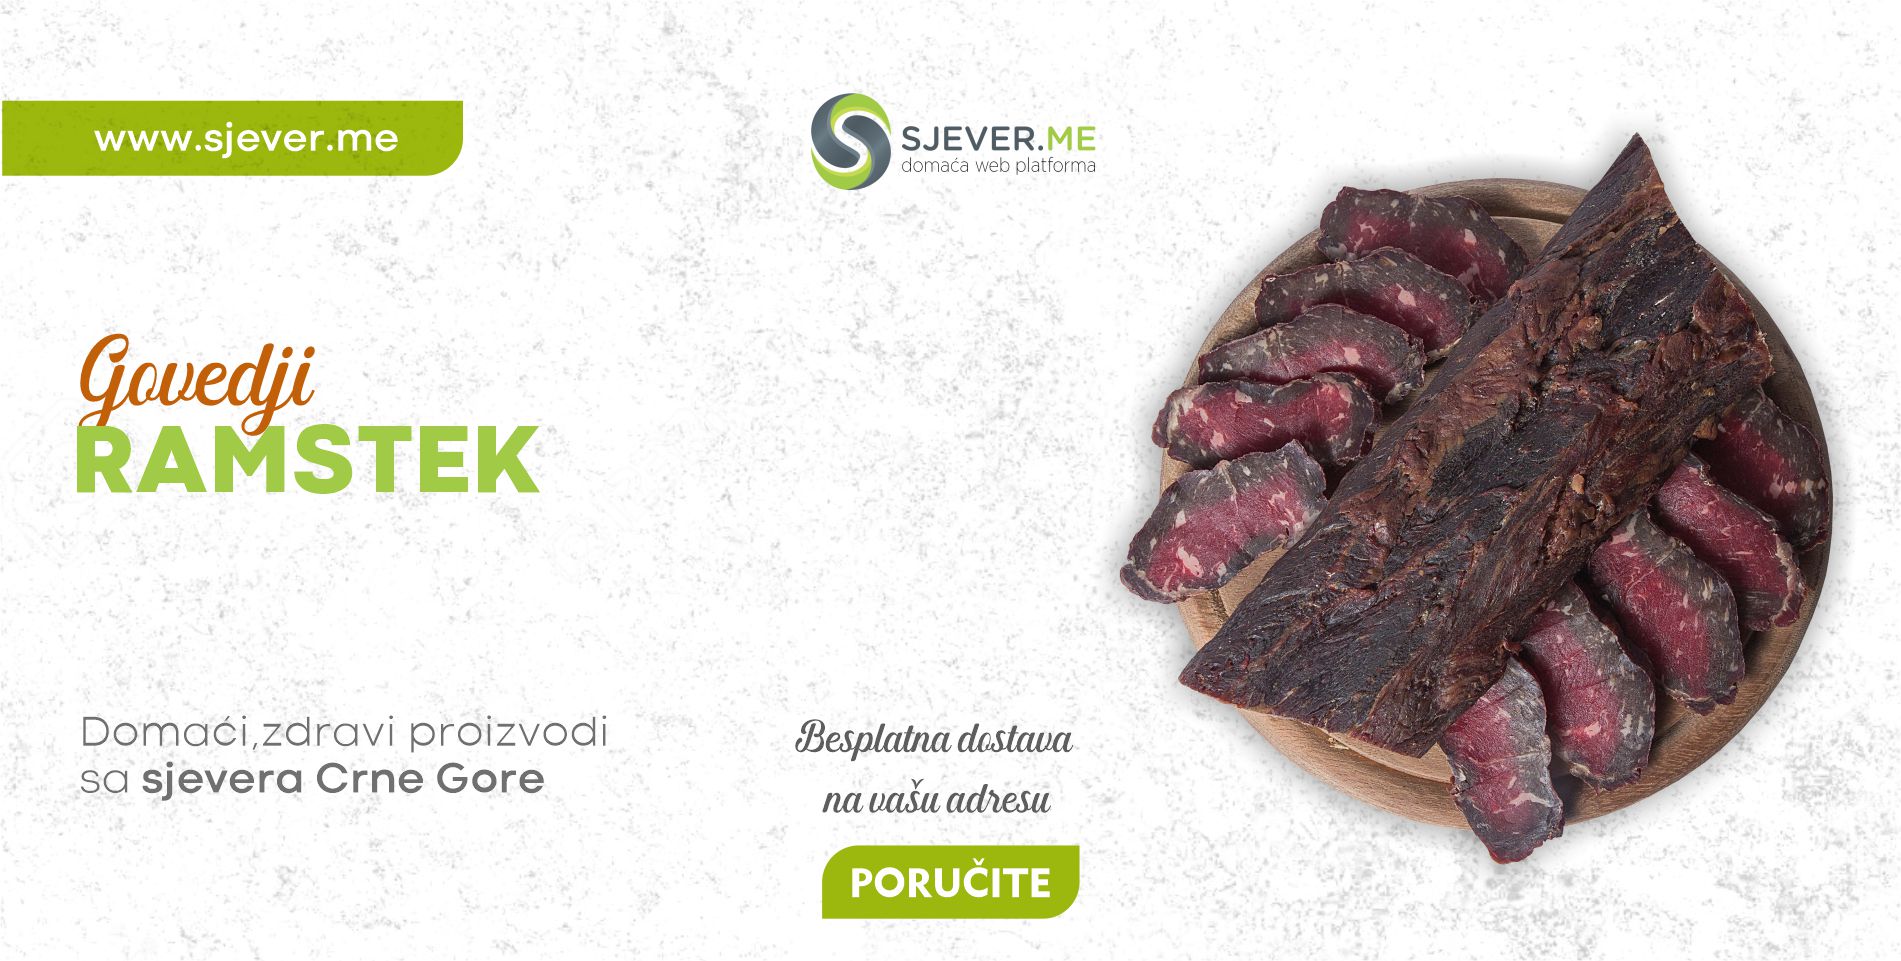 www.sjever.me
SJEVER.ME
domaća web platforma
Govedji
RAMSTEK
Domaći,zdravi proizvodi
sa sjevera Crne Gore
Besplatna dostava
na vašu adresu
PORUČITE